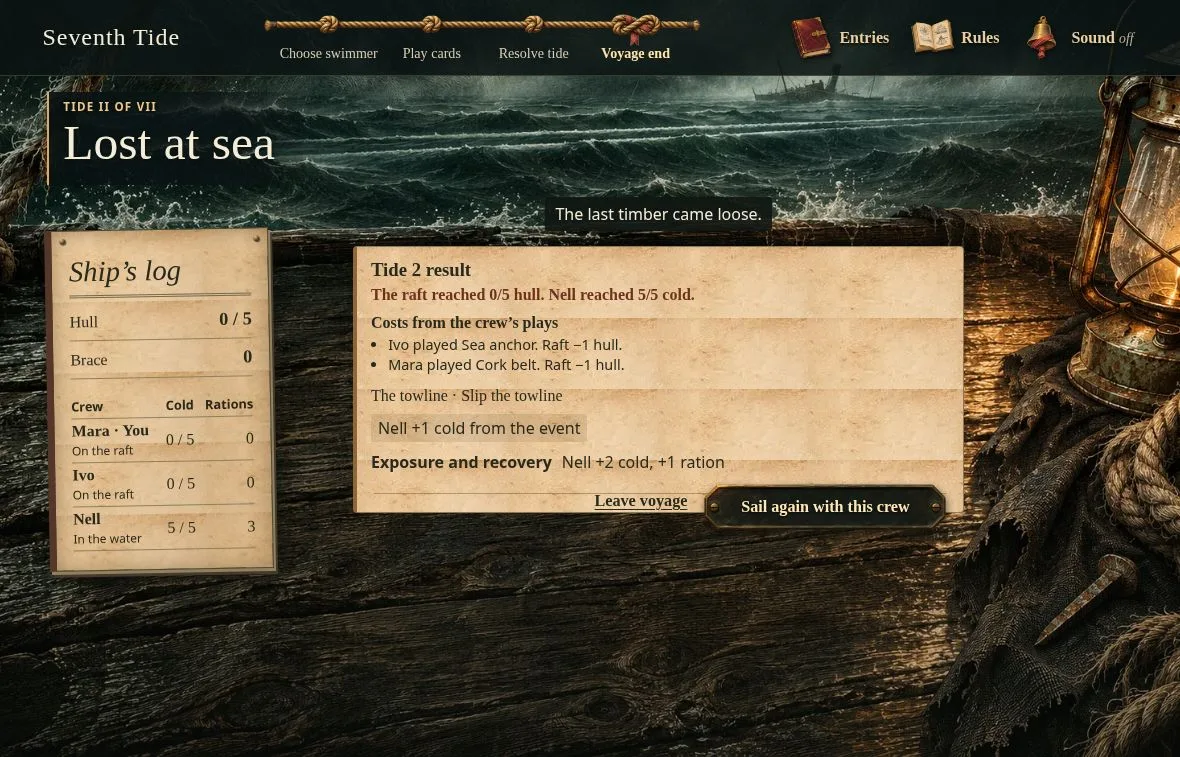 Seventh Tide
Choose swimmer
Play cards
Resolve tide
Voyage end
Entries
Rules
Sound off
TIDE II OF VII
Lost at sea
The last timber came loose.
Ship’s log
Hull 0 / 5
Brace 0
Crew Cold Rations
Mara · You 0 / 5 0
On the raft
Ivo 0 / 5 0
On the raft
Nell 5 / 5 3
In the water
Tide 2 result
The raft reached 0/5 hull. Nell reached 5/5 cold.
Costs from the crew’s plays
• Ivo played Sea anchor. Raft −1 hull.
• Mara played Cork belt. Raft −1 hull.
The towline · Slip the towline
Nell +1 cold from the event
Exposure and recovery Nell +2 cold, +1 ration
Leave voyage
Sail again with this crew